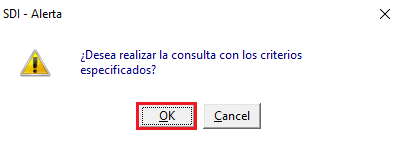 SDI - Alerta
¿Desea realizar la consulta con los criterios
especificados?
OK
Cancel